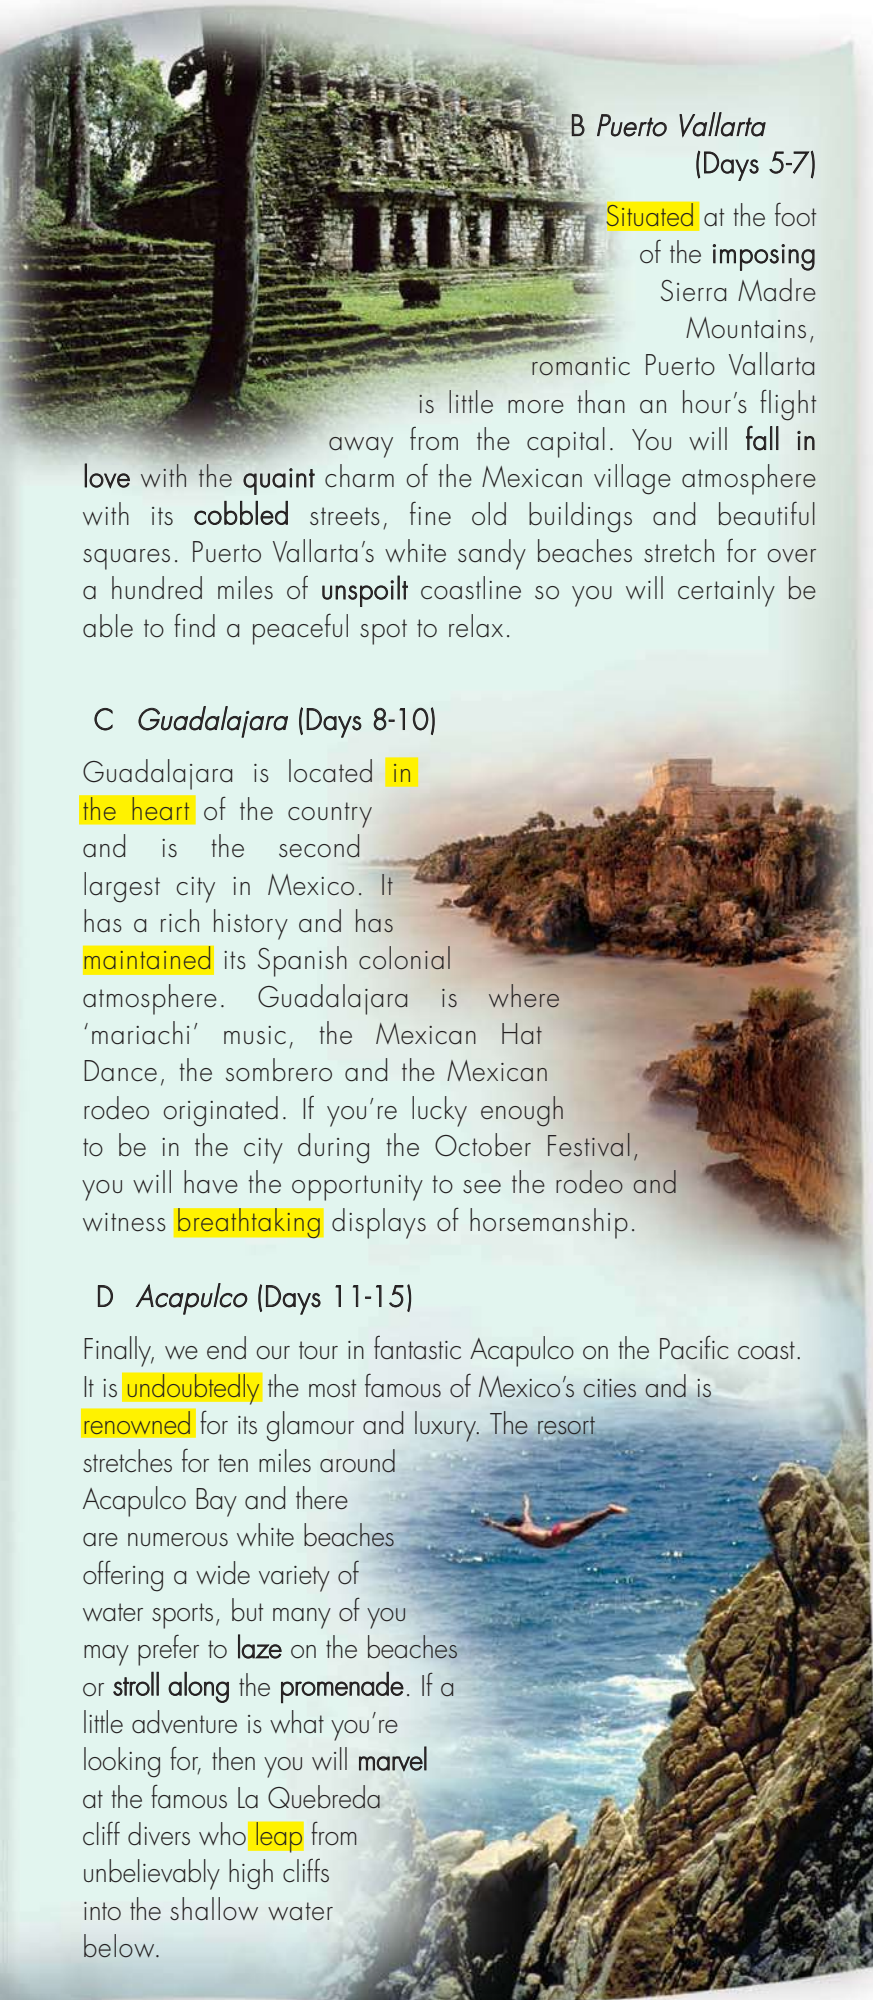 B Puerto Vallarta
(Days 5-7)
Situated at the foot
of the imposing
Sierra Madre
Mountains,
romantic Puerto Vallarta
is little more than an hour's flight
away from the capital. You will fall in
love with the quaint charm of the Mexican village atmosphere
with its cobbled streets, fine old buildings and beautiful
squares. Puerto Vallarta's white sandy beaches stretch for over
a hundred miles of unspoilt coastline so you will certainly be
able to find a peaceful spot to relax.
C Guadalajara (Days 8-10)
Guadalajara is located in
the heart of the country
and is the second
largest city in Mexico. It
has a rich history and has
maintained its Spanish colonial
atmosphere. Guadalajara is where
‘mariachi’ music, the Mexican Hat
Dance, the sombrero and the Mexican
rodeo originated. If you're lucky enough
to be in the city during the October Festival,
you will have the opportunity to see the rodeo and
witness breathtaking displays of horsemanship.
D Acapulco (Days 11-15)
Finally, we end our tour in fantastic Acapulco on the Pacific coast.
It is undoubtedly the most famous of Mexico's cities and is
renowned for its glamour and luxury. The resort
stretches for ten miles around
Acapulco Bay and there
are numerous white beaches
offering a wide variety of
water sports, but many of you
may prefer to laze on the beaches
or stroll along the promenade. If a
little adventure is what you're
looking for, then you will marvel
at the famous La Quebreda
cliff divers who leap from
unbelievably high cliffs
into the shallow water
below.